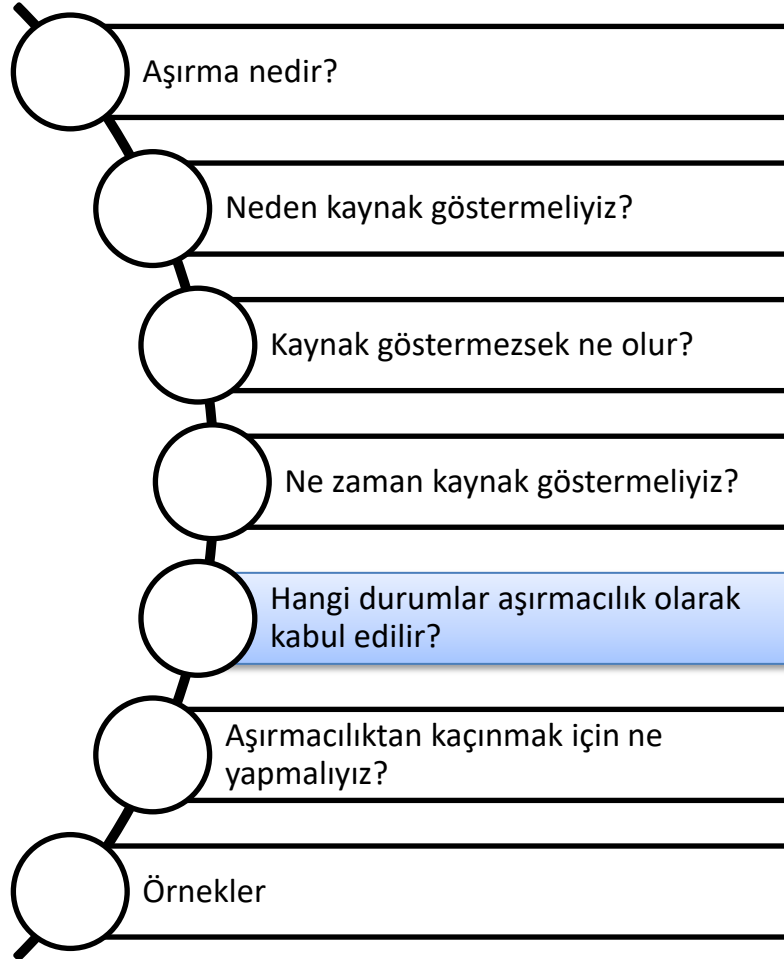 Aşırma nedir?
Neden kaynak göstermeliyiz?
Kaynak göstermezsek ne olur?
Ne zaman kaynak göstermeliyiz?
Hangi durumlar aşırmacılık olarak
kabul edilir?
Aşırmacılıktan kaçınmak için ne
yapmalıyız?
Örnekler